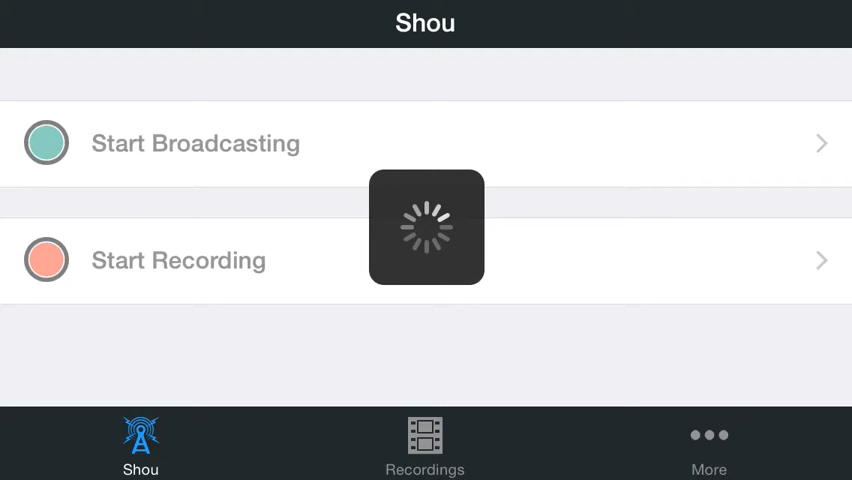 Shou
Start Broadcasting
Start Recording
Shou
Recordings
More